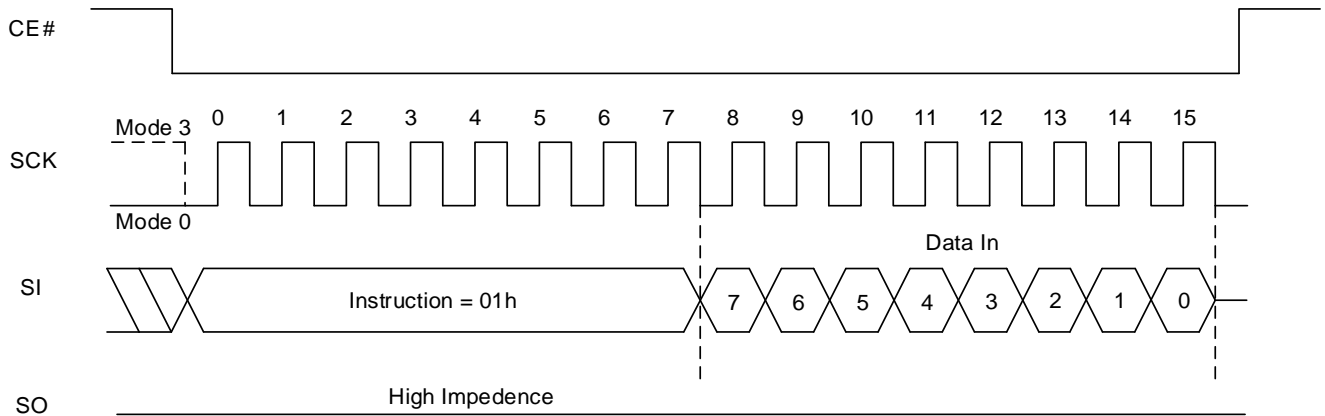 CE#
0 1 2 3 4 5 6 7 8 9 10 11 12 13 14 15
Mode 3
SCK
Mode 0
Data In
SI
Instruction = 01h
7 6 5 4 3 2 1 0
High Impedence
SO